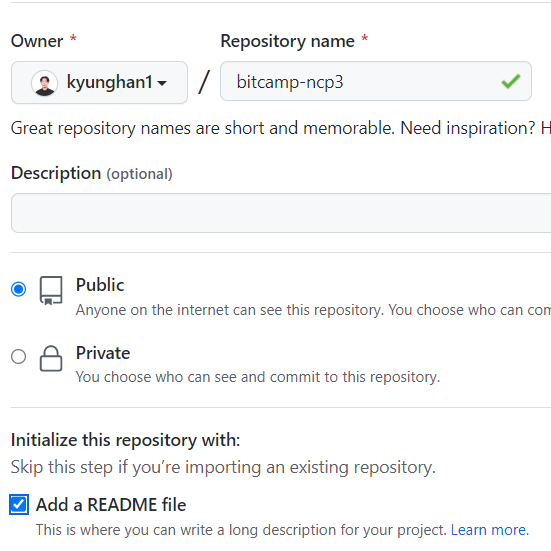 Owner *
Repository name *
kyunghan1
/
bitcamp-ncp3
Great repository names are short and memorable. Need inspiration? H
Description (optional)
Public
Anyone on the internet can see this repository. You choose who can com
Private
You choose who can see and commit to this repository.
Initialize this repository with:
Skip this step if you’re importing an existing repository.
Add a README file
This is where you can write a long description for your project. Learn more.